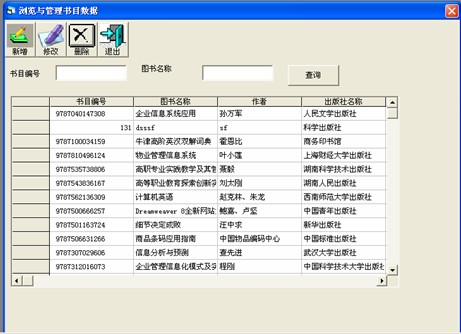 浏览与管理书目数据
新增 修改 删除 退出
书目编号 图书名称 查询
书目编号 图书名称 作者 出版社名称
9787040147308 企业信息系统应用 孙万军 人民文学出版社
131 dsssf sf 科学出版社
9787100034159 牛津高阶英汉双解词典 霍恩比 商务印书馆
9787810496124 物业管理信息系统 叶小莲 上海财经大学出版社
9787535738806 高职专业实践教学及其管 聂毅 湖南科学技术出版社
9787543836167 高等职业教育探索创新实 刘太刚 湖南人民出版社
9787562136309 计算机英语 赵克林、朱龙 西南师范大学出版社
9787500666257 Dreamweaver 8全新网站 鲍嘉、卢坚 中国青年出版社
9787501163724 细节决定成败 汪中求 新华出版社
9787506631266 商品条码应用指南 中国物品编码中心 中国标准出版社
9787307029606 信息分析与预测 查先进 武汉大学出版社
9787312016073 企业管理信息化模式及实 程刚 中国科学技术大学出版社